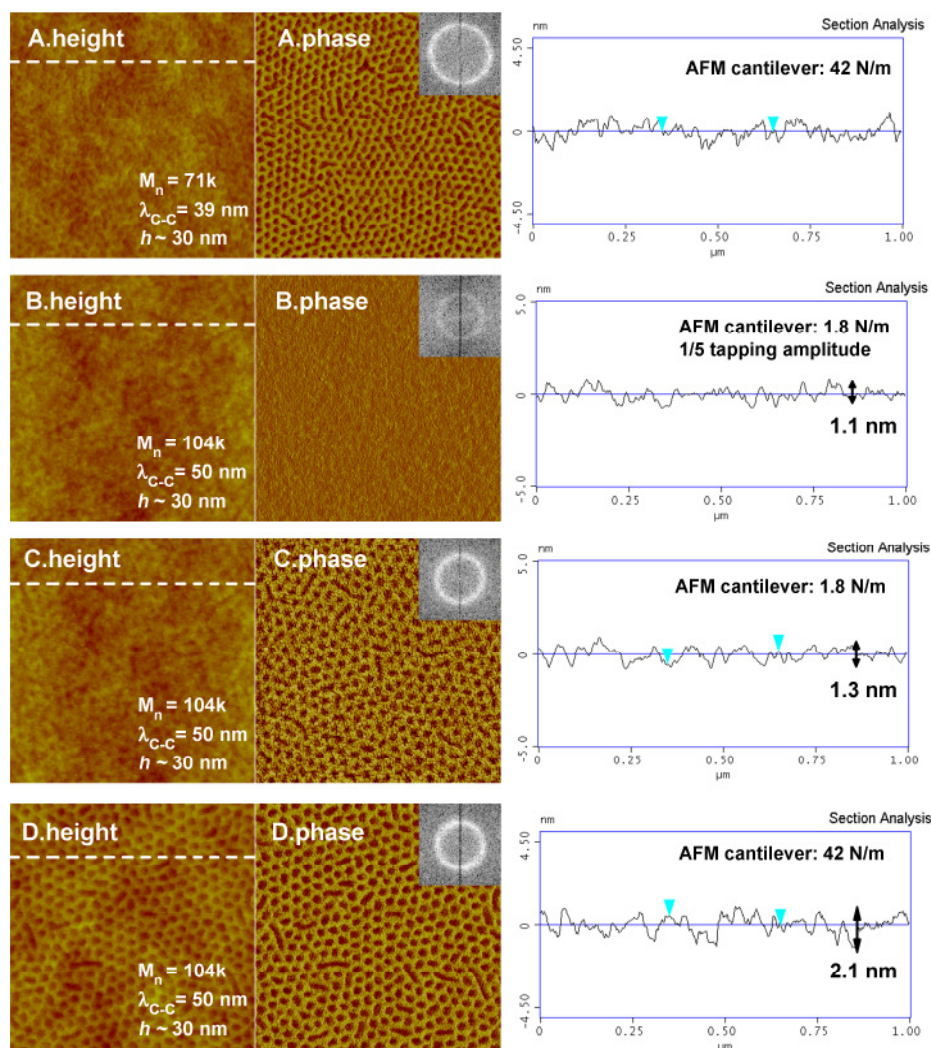 A.height
A.phase
Mn = 71k
λC-C= 39 nm
h ~ 30 nm
nm
Section Analysis
4.50
0
-4.50
AFM cantilever: 42 N/m
0
0.25
0.50
0.75
1.00
µm
B.height
B.phase
Mn = 104k
λC-C= 50 nm
h ~ 30 nm
nm
Section Analysis
5.0
0
-5.0
AFM cantilever: 1.8 N/m
1/5 tapping amplitude
1.1 nm
0
0.25
0.50
0.75
1.00
µm
C.height
C.phase
Mn = 104k
λC-C= 50 nm
h ~ 30 nm
nm
Section Analysis
5.0
0
-5.0
AFM cantilever: 1.8 N/m
1.3 nm
0
0.25
0.50
0.75
1.00
µm
D.height
D.phase
Mn = 104k
λC-C= 50 nm
h ~ 30 nm
nm
Section Analysis
4.50
0
-4.50
AFM cantilever: 42 N/m
2.1 nm
0
0.25
0.50
0.75
1.00
µm